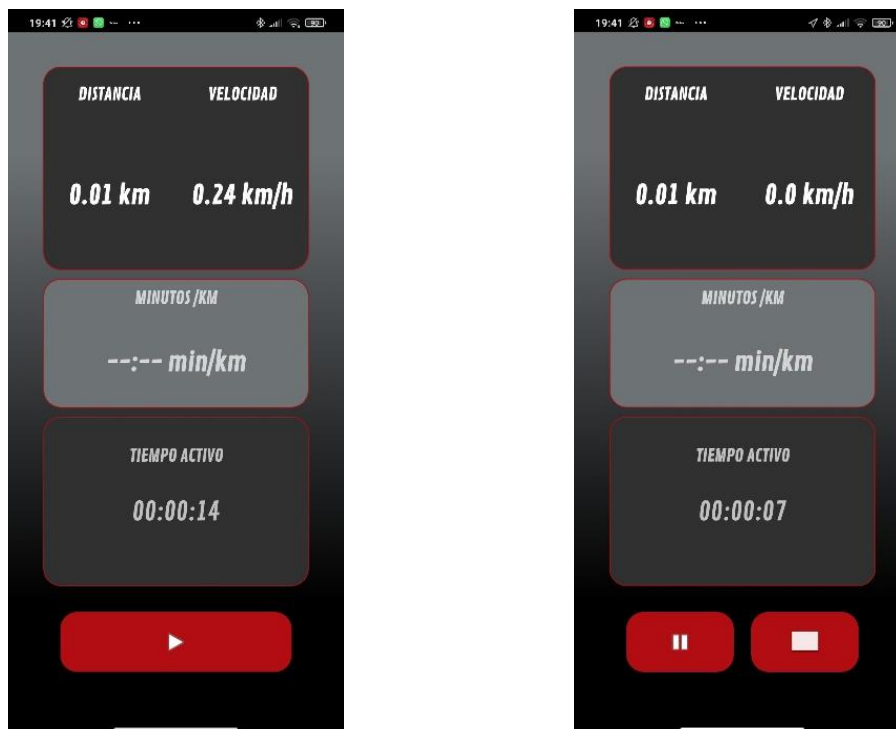 19:41
DISTANCIA VELOCIDAD
0.01 km 0.24 km/h
MINUTOS /KM
--:-- min/km
TIEMPO ACTIVO
00:00:14
19:41
DISTANCIA VELOCIDAD
0.01 km 0.0 km/h
MINUTOS /KM
--:-- min/km
TIEMPO ACTIVO
00:00:07